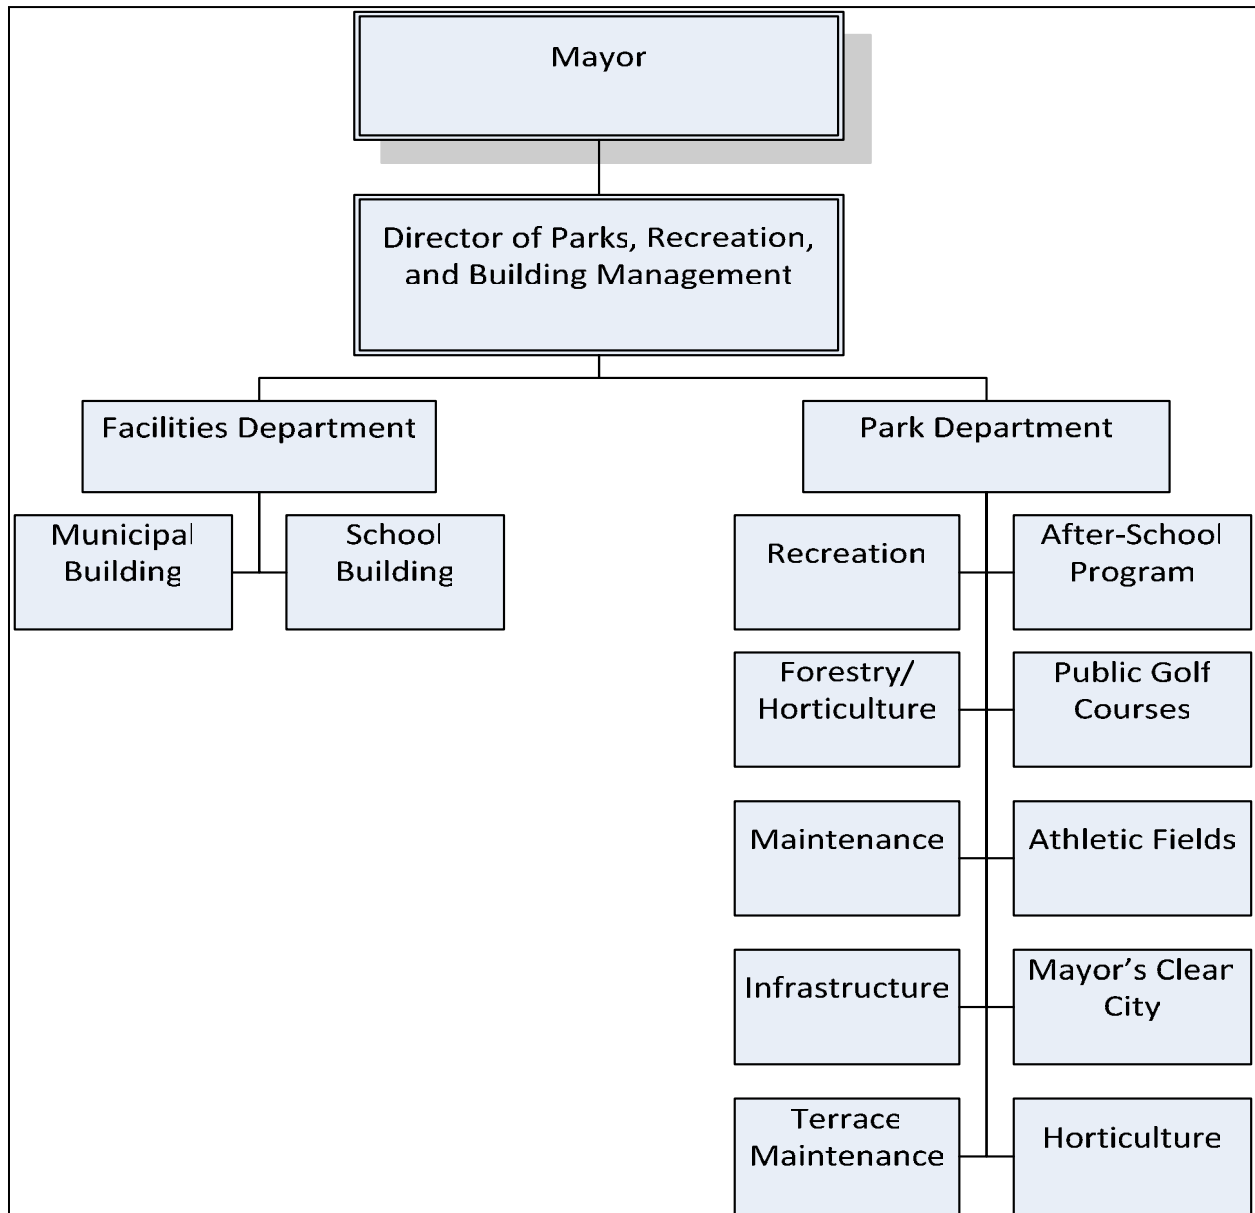 Mayor
Director of Parks, Recreation,
and Building Management
Facilities Department
Park Department
Municipal
Building
School
Building
Recreation
After-School
Program
Forestry/
Horticulture
Public Golf
Courses
Maintenance
Athletic Fields
Infrastructure
Mayor’s Clean
City
Terrace
Maintenance
Horticulture